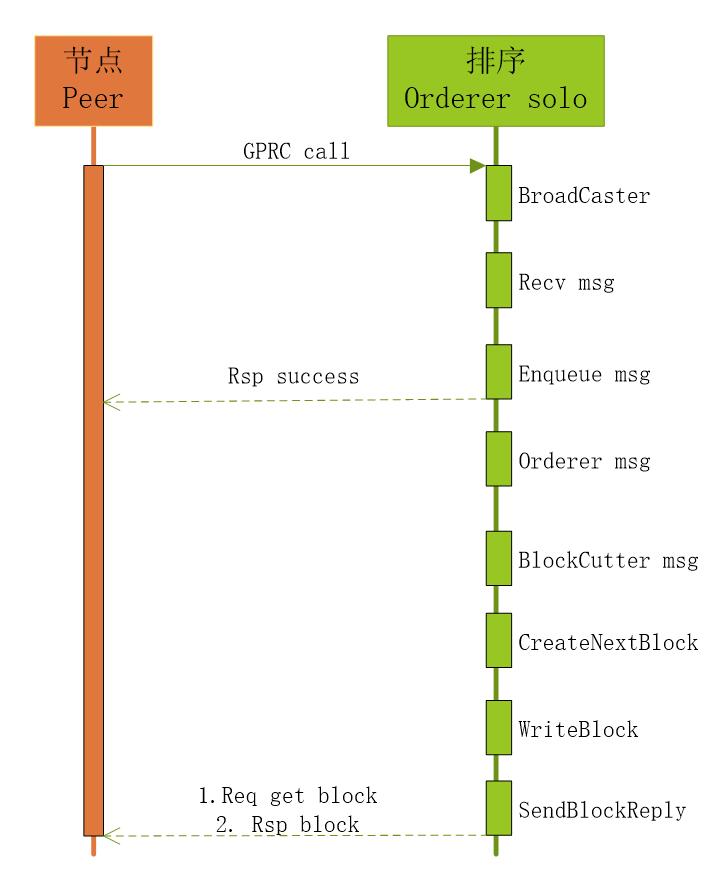 节点
Peer
排序
Orderer solo
GPRC call
BroadCaster
Recv msg
Rsp success
Enqueue msg
Orderer msg
BlockCutter msg
CreateNextBlock
WriteBlock
1.Req get block
2. Rsp block
SendBlockReply